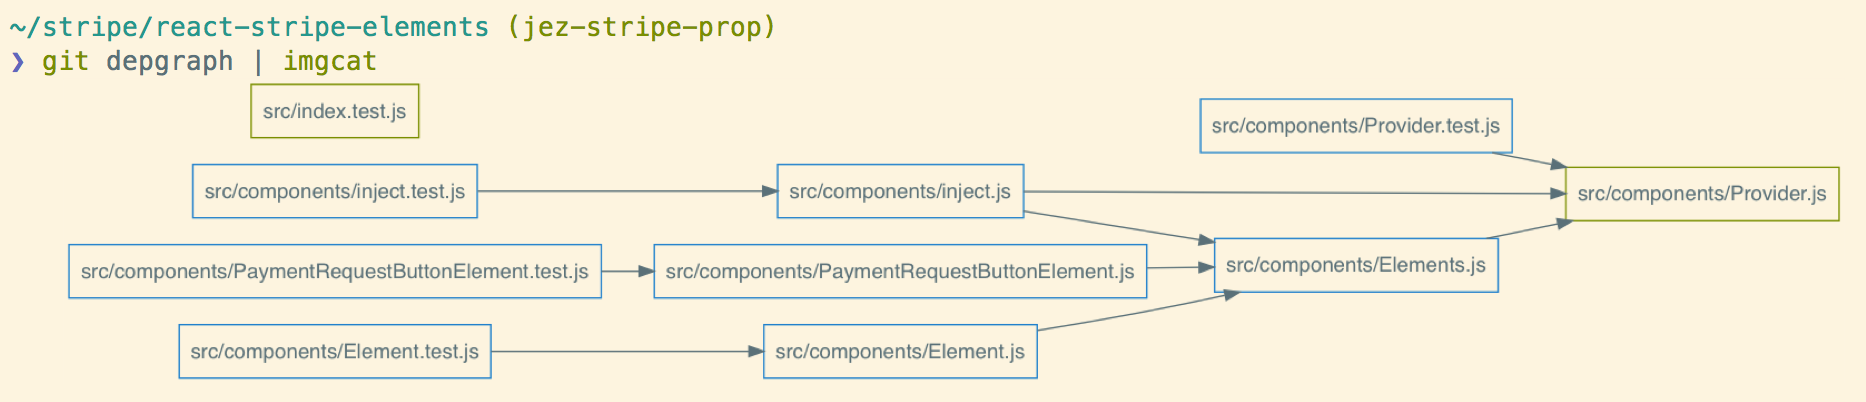 ~/stripe/react-stripe-elements (jez-stripe-prop)
❯ git depgraph | imgcat
src/index.test.js
src/components/Provider.test.js
src/components/inject.test.js
src/components/inject.js
src/components/Provider.js
src/components/PaymentRequestButtonElement.test.js
src/components/PaymentRequestButtonElement.js
src/components/Elements.js
src/components/Element.test.js
src/components/Element.js